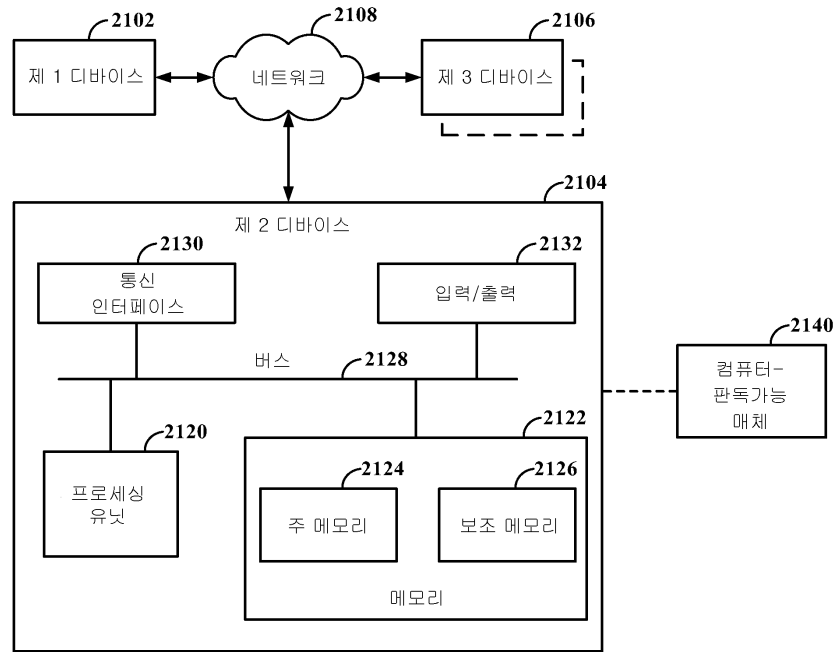 2102
2108
2106
제 1 디바이스
네트워크
제 3 디바이스
2104
제 2 디바이스
2130
2132
통신
인터페이스
입력/출력
2140
버스
2128
컴퓨터-
판독가능
매체
2120
2122
프로세싱
유닛
2124
2126
주 메모리
보조 메모리
메모리